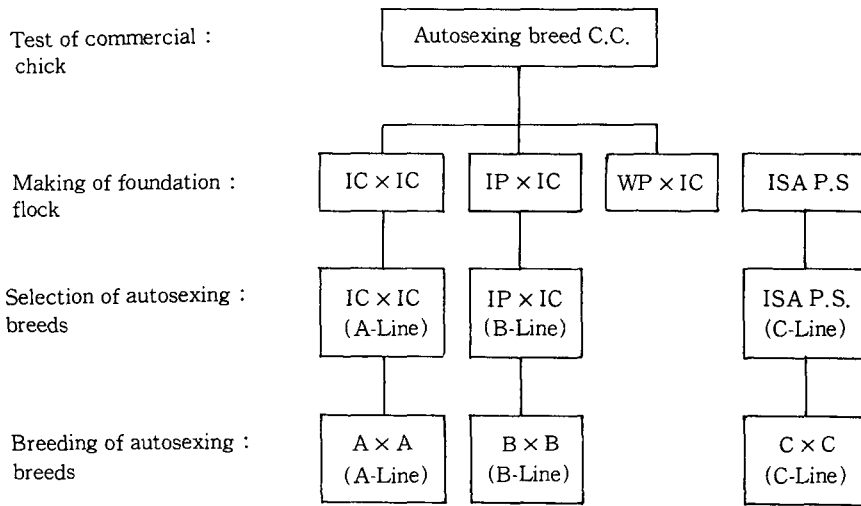 Test of commercial :
chick
Autosexing breed C.C.
Making of foundation :
flock
IC × IC
IP × IC
WP × IC
ISA P.S
Selection of autosexing :
breeds
IC × IC
(A-Line)
IP × IC
(B-Line)
ISA P.S.
(C-Line)
Breeding of autosexing :
breeds
A × A
(A-Line)
B × B
(B-Line)
C × C
(C-Line)